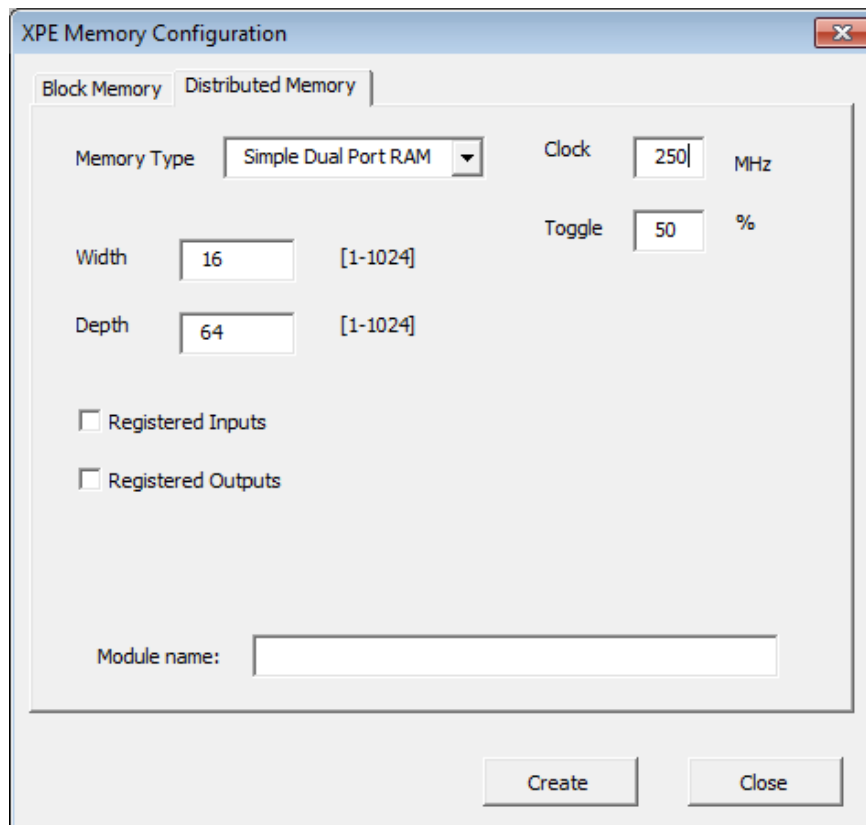 XPE Memory Configuration
Block Memory Distributed Memory
Memory Type Simple Dual Port RAM Clock 250 MHz
Toggle 50 %
Width 16 [1-1024]
Depth 64 [1-1024]
Registered Inputs
Registered Outputs
Module name:
Create Close